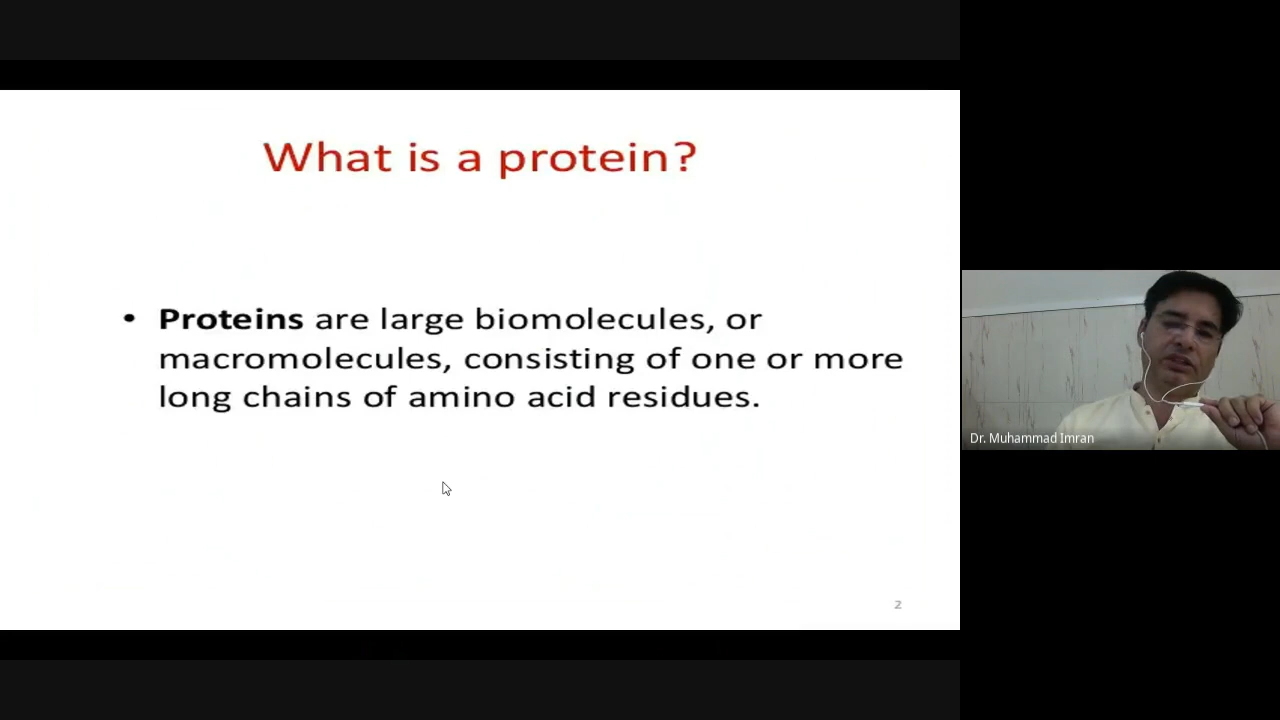 What is a protein?
• Proteins are large biomolecules, or
macromolecules, consisting of one or more
long chains of amino acid residues.
2
Dr. Muhammad Imran